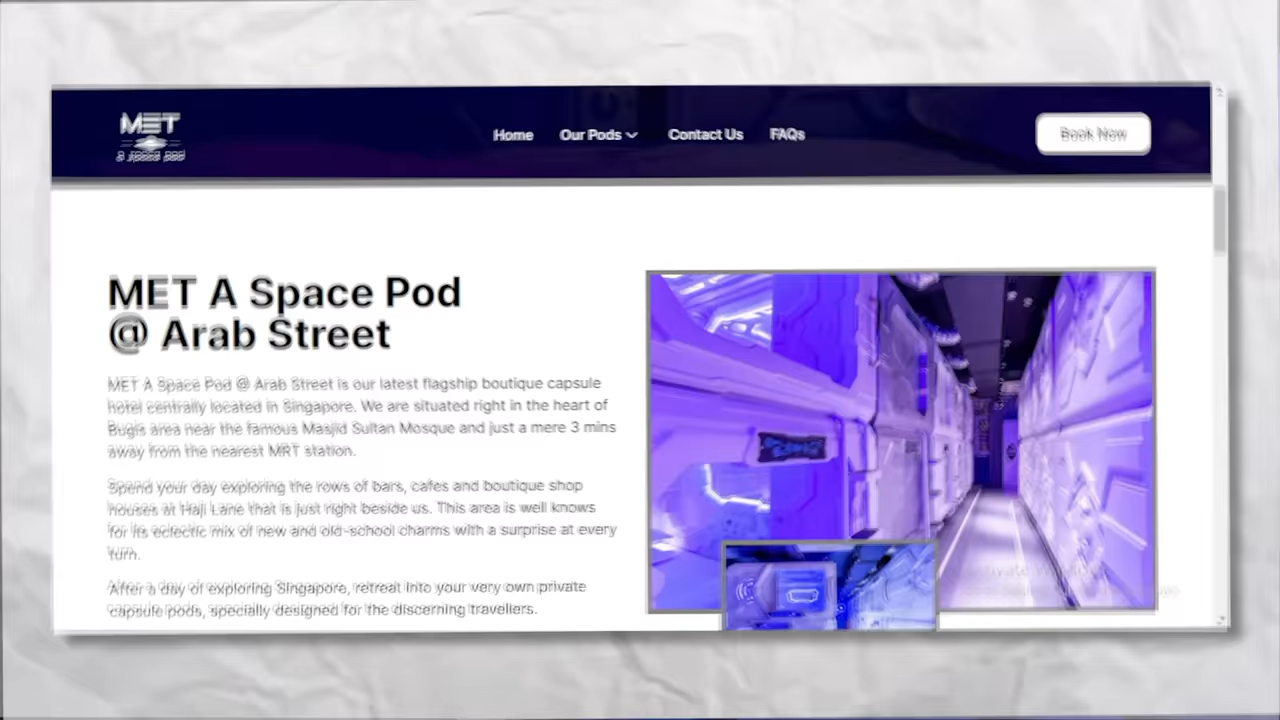 MET
a space pod
Home
Our Pods
Contact Us
FAQs
Book Now
MET A Space Pod
@ Arab Street
MET A Space Pod @ Arab Street is our latest flagship boutique capsule
hotel centrally located in Singapore. We are situated right in the heart of
Bugis area near the famous Masjid Sultan Mosque and just a mere 3 mins
away from the nearest MRT station.
Spend your day exploring the rows of bars, cafes and boutique shop
houses at Haji Lane that is just right beside us. This area is well knows
for its eclectic mix of new and old-school charms with a surprise at every
turn.
After a day of exploring Singapore, retreat into your very own private
capsule pods, specially designed for the discerning travellers.